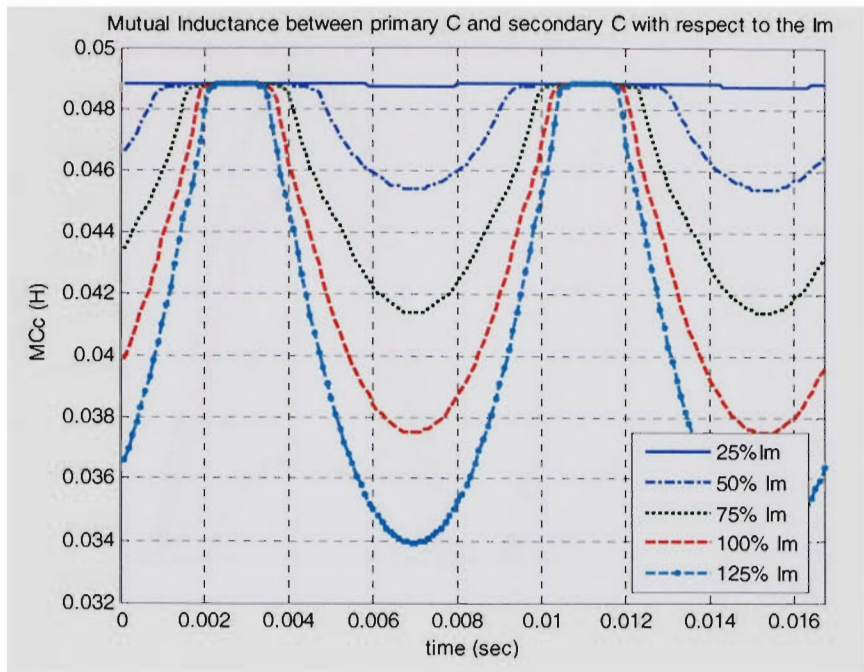 Mutual Inductance between primary C and secondary C with respect to the Im
0.05
0.048
0.046
0.044
0.042
0.04
0.038
0.036
0.034
0.032
MCc (H)
25%Im
50% Im
75% Im
100% Im
125% Im
0
0.002
0.004
0.006
0.008
0.01
0.012
0.014
0.016
time (sec)